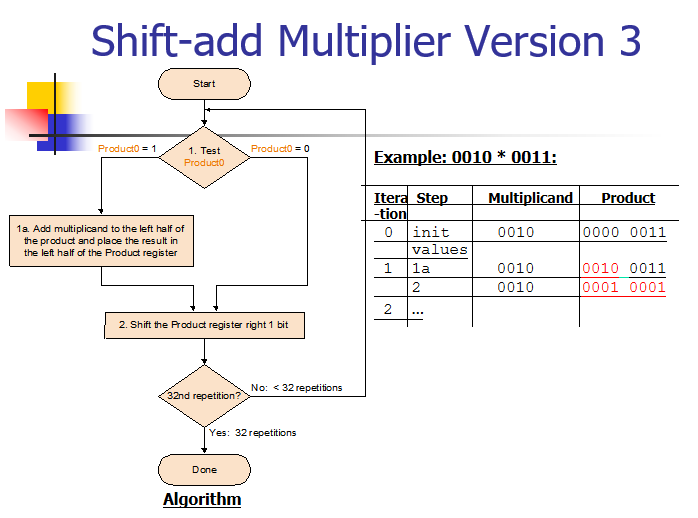 Shift-add Multiplier Version 3
Start
Product0 = 1
1. Test
Product0
Product0 = 0
1a. Add multiplicand to the left half of
the product and place the result in
the left half of the Product register
2. Shift the Product register right 1 bit
32nd repetition?
No: < 32 repetitions
Yes: 32 repetitions
Done
Algorithm
Example: 0010 * 0011:
Itera Step Multiplicand Product
-tion
0 init 0010 0000 0011
values
1 1a 0010 0010 0011
2 0010 0001 0001
2 ...